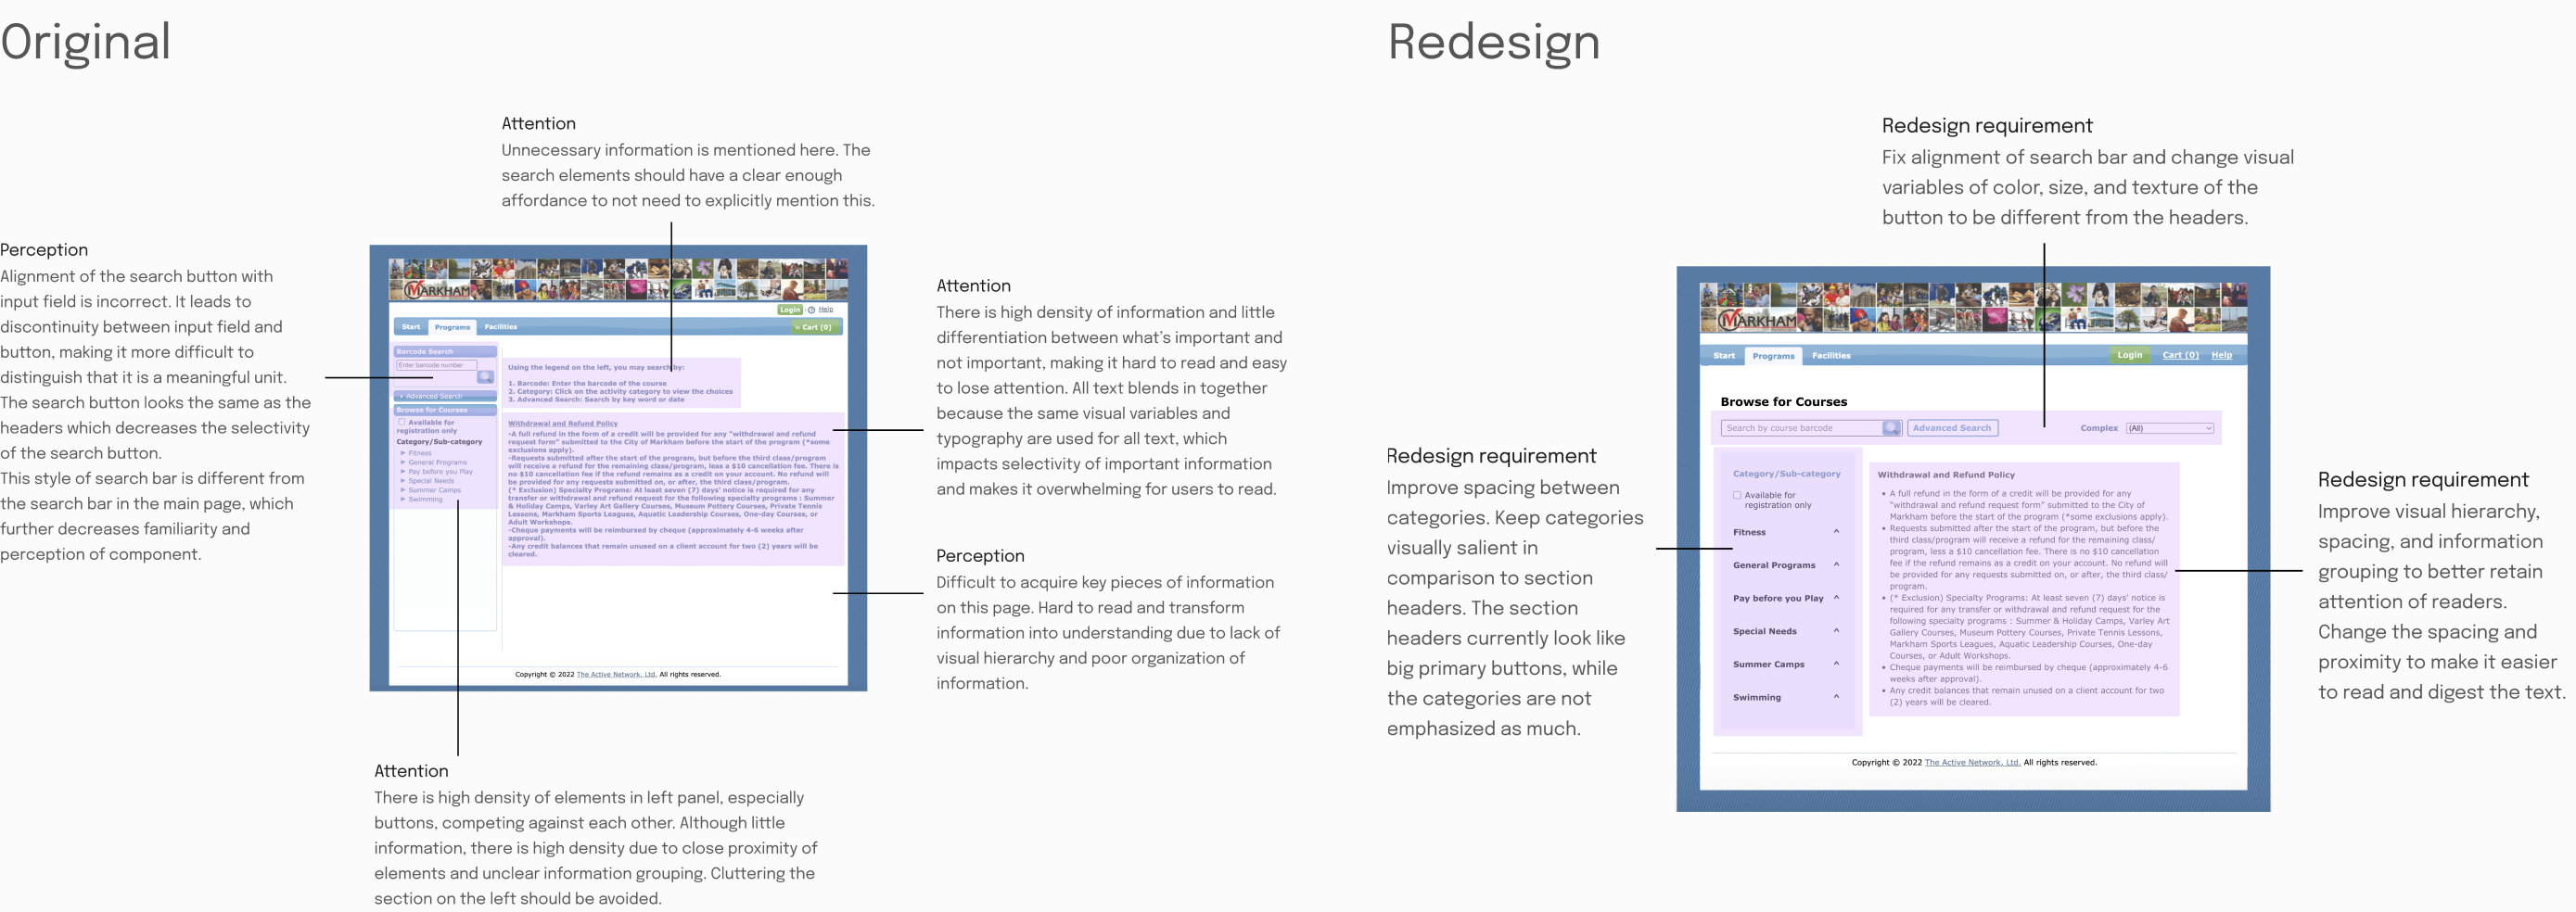 Original
Attention
Unnecessary information is mentioned here. The
search elements should have a clear enough
affordance to not need to explicitly mention this.
Perception
Alignment of the search button with
input field is incorrect. It leads to
discontinuity between input field and
button, making it more difficult to
distinguish that it is a meaningful unit.
The search button looks the same as the
headers which decreases the selectivity
of the search button.
This style of search bar is different from
the search bar in the main page, which
further decreases familiarity and
perception of component.
MARKHAM
Login
Help
Start
Programs
Facilities
Cart (0)
Barcode Search
Enter barcode number
+ Advanced Search
Browse for Courses
Available for
registration only
Category/Sub-category
Fitness
General Programs
Pay before you Play
Special Needs
Summer Camps
Swimming
Using the legend on the left, you may search by:
1. Barcode: Enter the barcode of the course
2. Category: Click on the activity category to view the choices
3. Advanced Search: Search by key word or date
Withdrawal and Refund Policy
-A full refund in the form of a credit will be provided for any "withdrawal and refund
request form" submitted to the City of Markham before the start of the program (*some
exclusions apply).
-Requests submitted after the start of the program, but before the third class/program
will receive a refund for the remaining class/program, less a $10 cancellation fee. There is
no $10 cancellation fee if the refund remains as a credit on your account. No refund will
be provided for any requests submitted on, or after, the third class/program.
(* Exclusion) Specialty Programs: At least seven (7) days' notice is required for any
transfer or withdrawal and refund request for the following specialty programs : Summer
& Holiday Camps, Varley Art Gallery Courses, Museum Pottery Courses, Private Tennis
Lessons, Markham Sports Leagues, Aquatic Leadership Courses, One-day Courses, or
Adult Workshops.
-Cheque payments will be reimbursed by cheque (approximately 4-6 weeks after
approval).
-Any credit balances that remain unused on a client account for two (2) years will be
cleared.
Copyright © 2022 The Active Network, Ltd. All rights reserved.
Attention
There is high density of information and little
differentiation between what's important and
not important, making it hard to read and easy
to lose attention. All text blends in together
because the same visual variables and
typography are used for all text, which
impacts selectivity of important information
and makes it overwhelming for users to read.
Perception
Difficult to acquire key pieces of information
on this page. Hard to read and transform
information into understanding due to lack of
visual hierarchy and poor organization of
information.
Attention
There is high density of elements in left panel, especially
buttons, competing against each other. Although little
information, there is high density due to close proximity of
elements and unclear information grouping. Cluttering the
section on the left should be avoided.
Redesign
Redesign requirement
Fix alignment of search bar and change visual
variables of color, size, and texture of the
button to be different from the headers.
Redesign requirement
Improve spacing between
categories. Keep categories
visually salient in
comparison to section
headers. The section
headers currently look like
big primary buttons, while
the categories are not
emphasized as much.
MARKHAM
Start
Programs
Facilities
Login
Cart (0)
Help
Browse for Courses
Search by course barcode
Advanced Search
Complex
(All)
Category/Sub-category
Available for
registration only
Fitness
General Programs
Pay before you Play
Special Needs
Summer Camps
Swimming
Withdrawal and Refund Policy
• A full refund in the form of a credit will be provided for any
"withdrawal and refund request form" submitted to the City of
Markham before the start of the program (*some exclusions apply).
• Requests submitted after the start of the program, but before the
third class/program will receive a refund for the remaining class/
program, less a $10 cancellation fee. There is no $10 cancellation
fee if the refund remains as a credit on your account. No refund will
be provided for any requests submitted on, or after, the third class/
program.
• (* Exclusion) Specialty Programs: At least seven (7) days' notice is
required for any transfer or withdrawal and refund request for the
following specialty programs : Summer & Holiday Camps, Varley Art
Gallery Courses, Museum Pottery Courses, Private Tennis Lessons,
Markham Sports Leagues, Aquatic Leadership Courses, One-day
Courses, or Adult Workshops.
• Cheque payments will be reimbursed by cheque (approximately 4-6
weeks after approval).
• Any credit balances that remain unused on a client account for two
(2) years will be cleared.
Copyright © 2022 The Active Network, Ltd. All rights reserved.
Redesign requirement
Improve visual hierarchy,
spacing, and information
grouping to better retain
attention of readers.
Change the spacing and
proximity to make it easier
to read and digest the text.